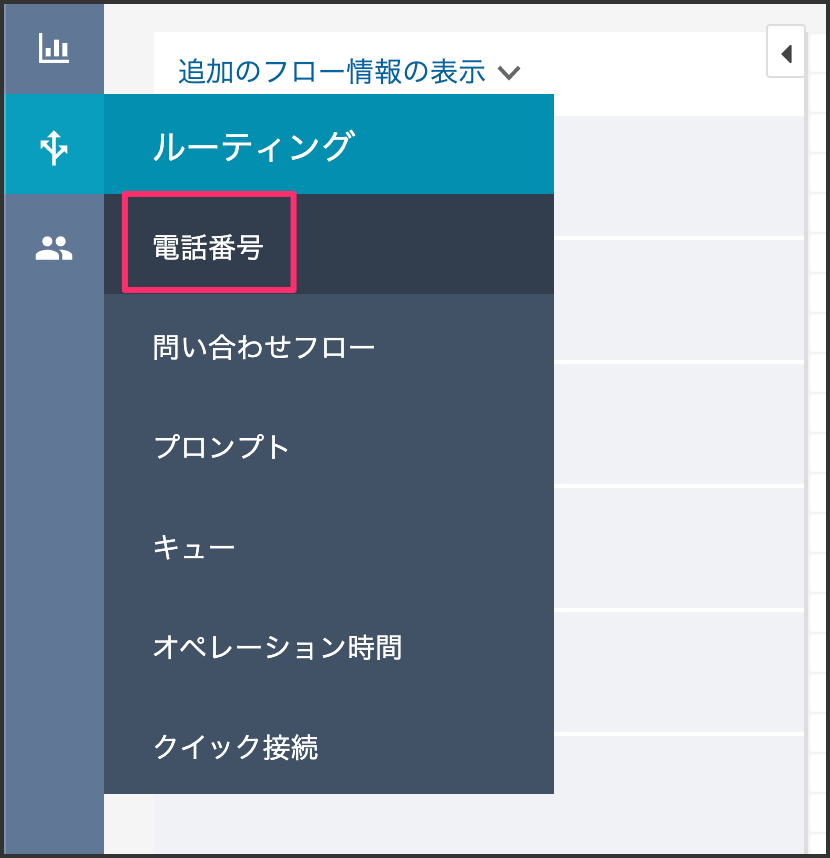 追加のフロー情報の表示
ルーティング
電話番号
問い合わせフロー
プロンプト
キュー
オペレーション時間
クイック接続